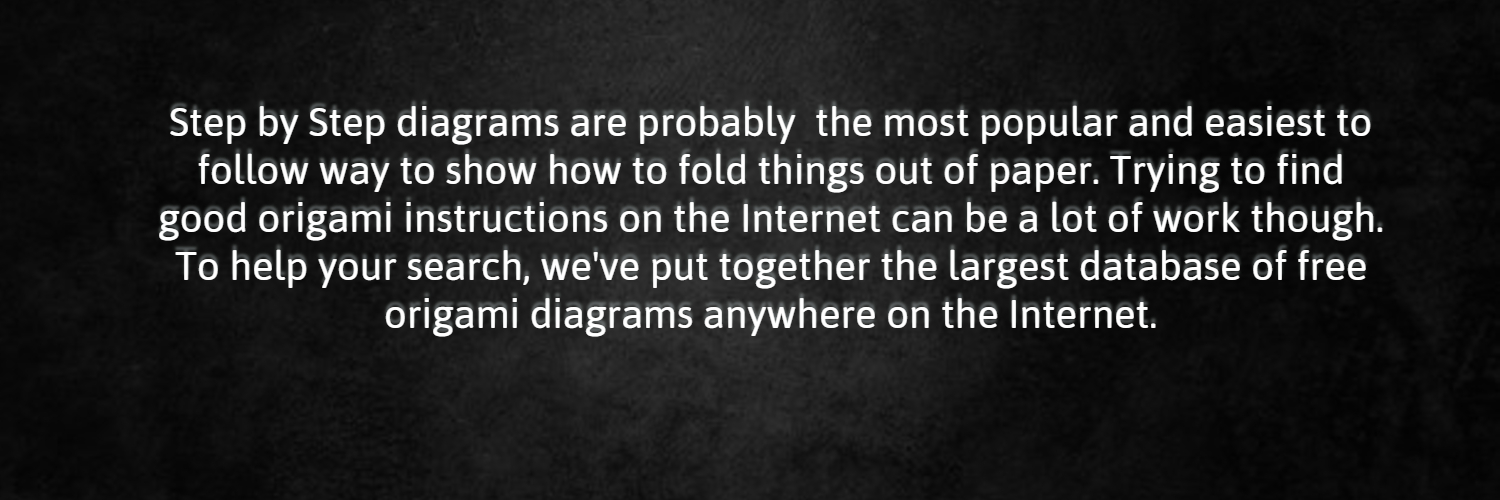 Step by Step diagrams are probably  the most popular and easiest to
follow way to show how to fold things out of paper. Trying to find
good origami instructions on the Internet can be a lot of work though.
To help your search, we've put together the largest database of free
origami diagrams anywhere on the Internet.